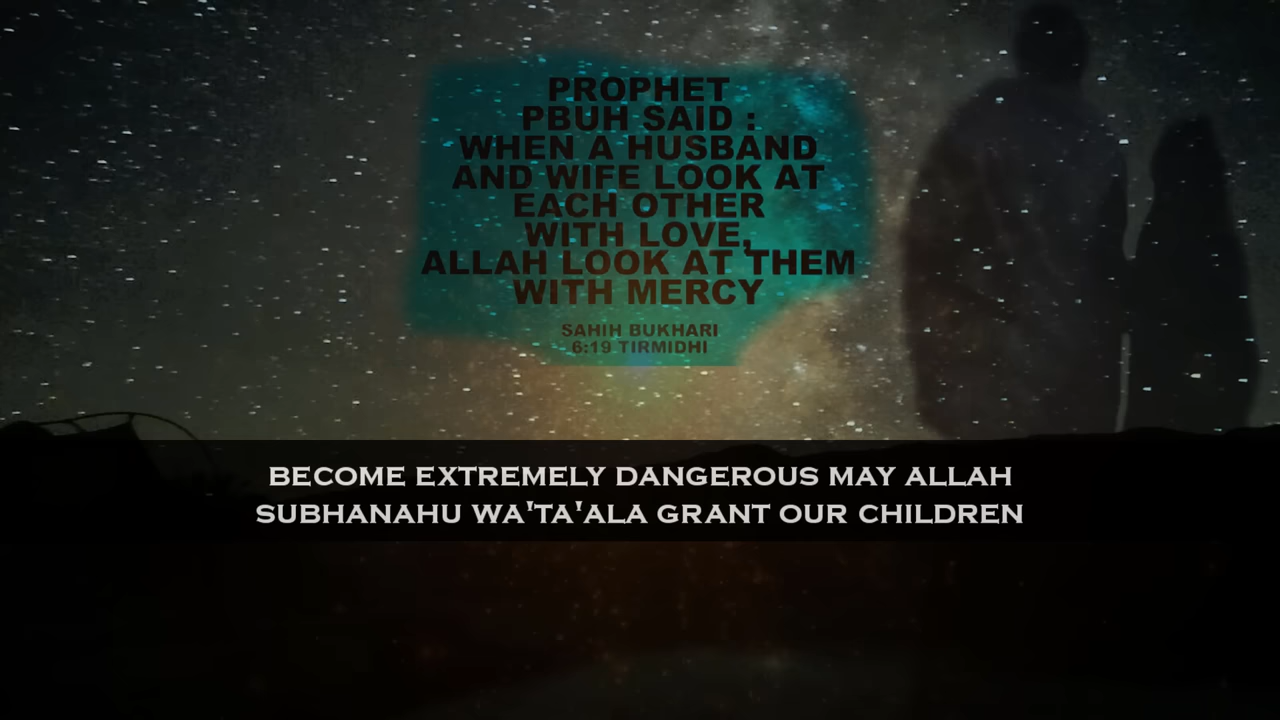 PROPHET
PBUH SAID :
WHEN A HUSBAND
AND WIFE LOOK AT
EACH OTHER
WITH LOVE,
ALLAH LOOK AT THEM
WITH MERCY
SAHIH BUKHARI
6:19 TIRMIDHI
BECOME EXTREMELY DANGEROUS MAY ALLAH
SUBHANAHU WA'TA'ALA GRANT OUR CHILDREN